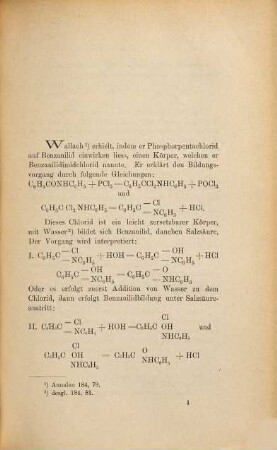 Wallach¹) erhielt, indem er Phosphorpentachlorid
auf Benzanilid einwirken liess, einen Körper, welchen er
Benzanilidimidchlorid nannte. Er erklärt den Bildungs-
vorgang durch folgende Gleichungen:
C₆H₅CONHC₆H₅ + PCl₅ = C₆H₅CCl₂NHC₆H₅ + POCl₃
und
C₆H₅C Cl₂ NHC₆H₅ = C₆H₅C — Cl
= NC₆H₅ + HCl.
Dieses Chlorid ist ein leicht zersetzbarer Körper,
mit Wasser²) bildet sich Benzanilid, daneben Salzsäure.
Der Vorgang wird interpretiert:
I. C₆H₅C — Cl
= NC₆H₅ + HOH = C₆H₅C — OH
= NC₆H₅ + HCl
C₆H₅C — OH
= NC₆H₅ = C₆H₅C = O
— NHC₆H₅
Oder es erfolgt zuerst Addition von Wasser zu dem
Chlorid, dann erfolgt Benzanilidbildung unter Salzsäure-
austritt:
II. C₆H₅C — Cl
= NC₆H₅ + HOH = C₆H₅C Cl
OH
NHC₆H₅ und
C₆H₅C Cl
OH
NHC₆H₅ = C₆H₅C O
NHC₆H₅ + HCl
¹) Annalen 184, 79.
²) desgl. 184, 81.
1